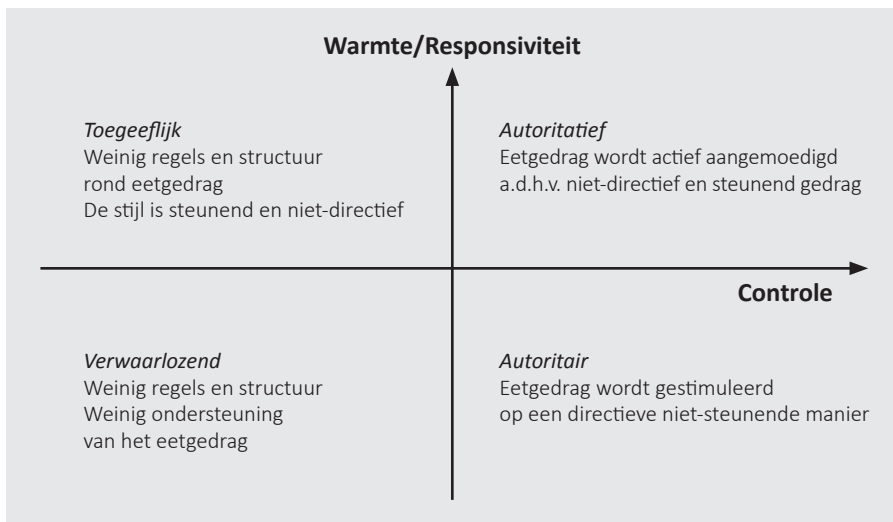 Warmte/Responsiviteit
Toegeeflijk
Weinig regels en structuur
rond eetgedrag
De stijl is steunend en niet-directief
Autoritatief
Eetgedrag wordt actief aangemoedigd
a.d.h.v. niet-directief en steunend gedrag
Controle
Verwaarlozend
Weinig regels en structuur
Weinig ondersteuning
van het eetgedrag
Autoritair
Eetgedrag wordt gestimuleerd
op een directieve niet-steunende manier